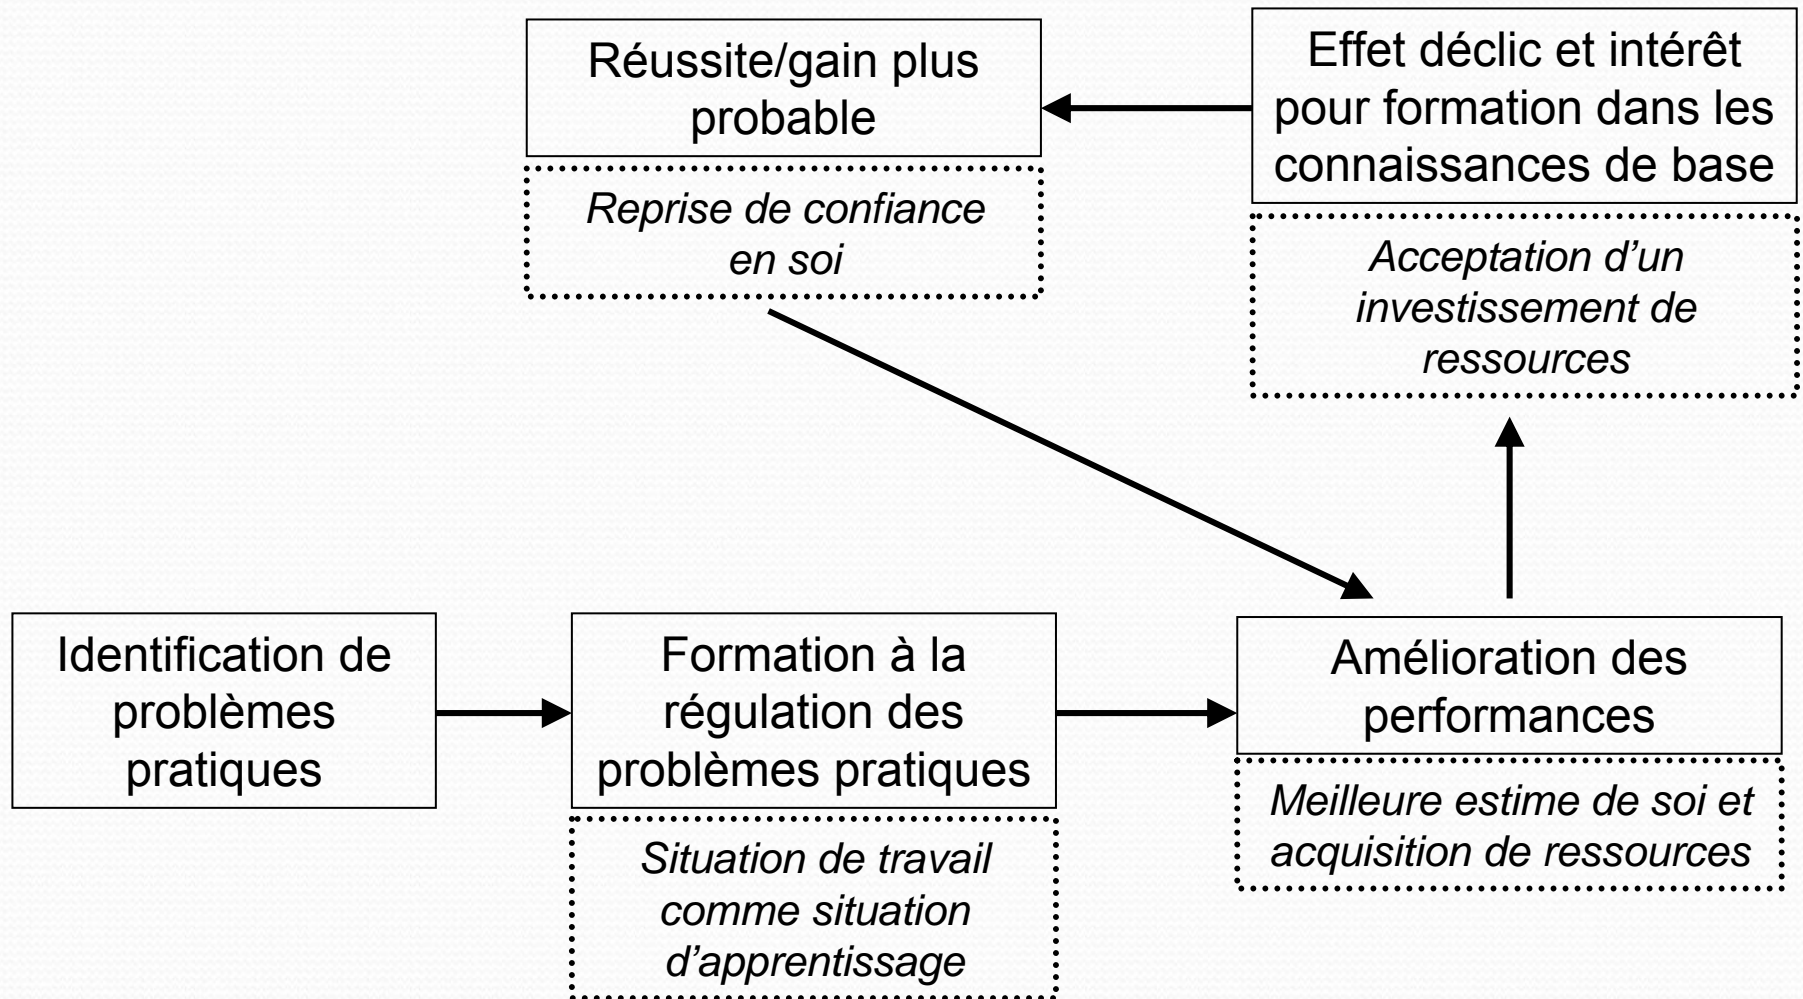 Réussite/gain plus
probable
Reprise de confiance
en soi
Effet déclic et intérêt
pour formation dans les
connaissances de base
Acceptation d’un
investissement de
ressources
Identification de
problèmes
pratiques
Formation à la
régulation des
problèmes pratiques
Situation de travail
comme situation
d’apprentissage
Amélioration des
performances
Meilleure estime de soi et
acquisition de ressources